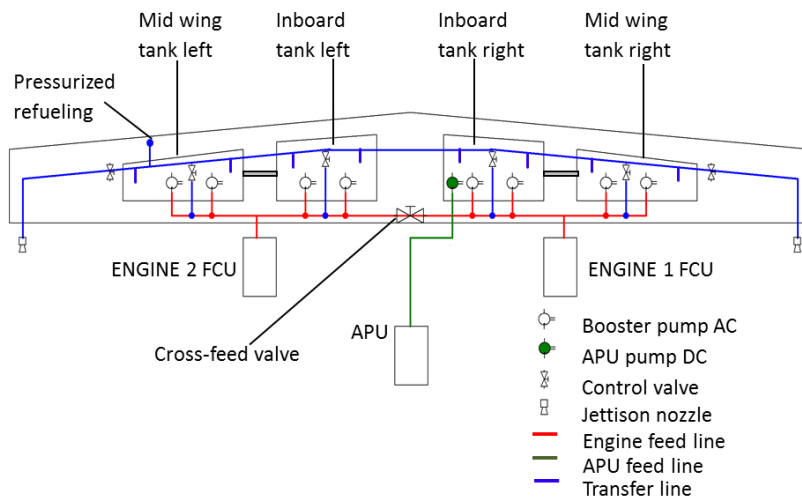 Mid wing
tank left
Inboard
tank left
Inboard
tank right
Mid wing
tank right
Pressurized
refueling
ENGINE 2 FCU
ENGINE 1 FCU
APU
Cross-feed valve
Booster pump AC
APU pump DC
Control valve
Jettison nozzle
Engine feed line
APU feed line
Transfer line